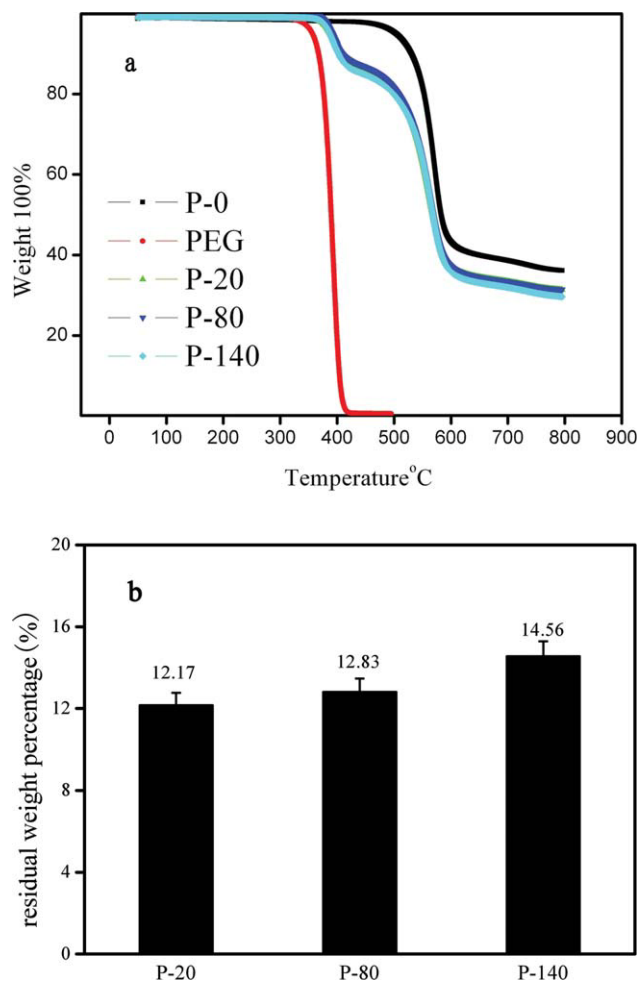 a
80
60
40
20
Weight 100%
P-0
PEG
P-20
P-80
P-140
0 100 200 300 400 500 600 700 800 900
Temperature°C
b
20
16
12
8
4
0
residual weight percentage (%)
12.17
12.83
14.56
P-20 P-80 P-140